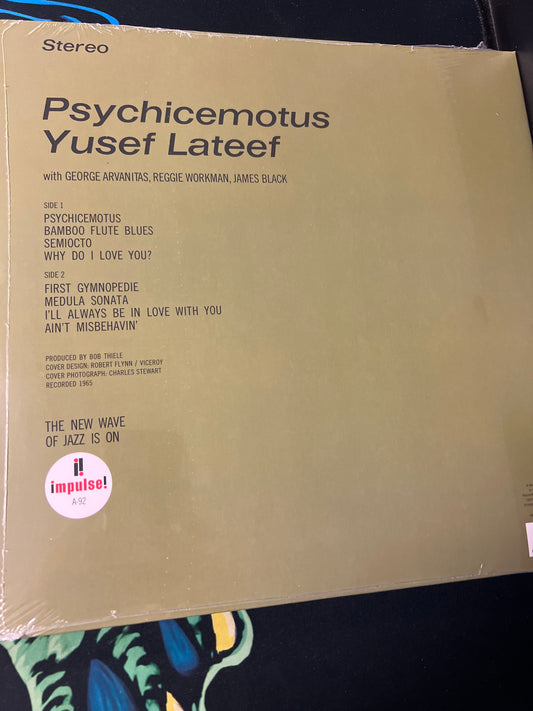 Stereo
Psychicemotus
Yusef Lateef
with GEORGE ARVANITAS, REGGIE WORKMAN, JAMES BLACK
SIDE 1
PSYCHICEMOTUS
BAMBOO FLUTE BLUES
SEMIOCTO
WHY DO I LOVE YOU?
SIDE 2
FIRST GYMNOPEDIE
MEDULA SONATA
I'LL ALWAYS BE IN LOVE WITH YOU
AIN'T MISBEHAVIN'
PRODUCED BY BOB THIELE
COVER DESIGN: ROBERT FLYNN / VICEROY
COVER PHOTOGRAPH: CHARLES STEWART
RECORDED 1965
THE NEW WAVE
OF JAZZ IS ON
i!
impulse!
A-92